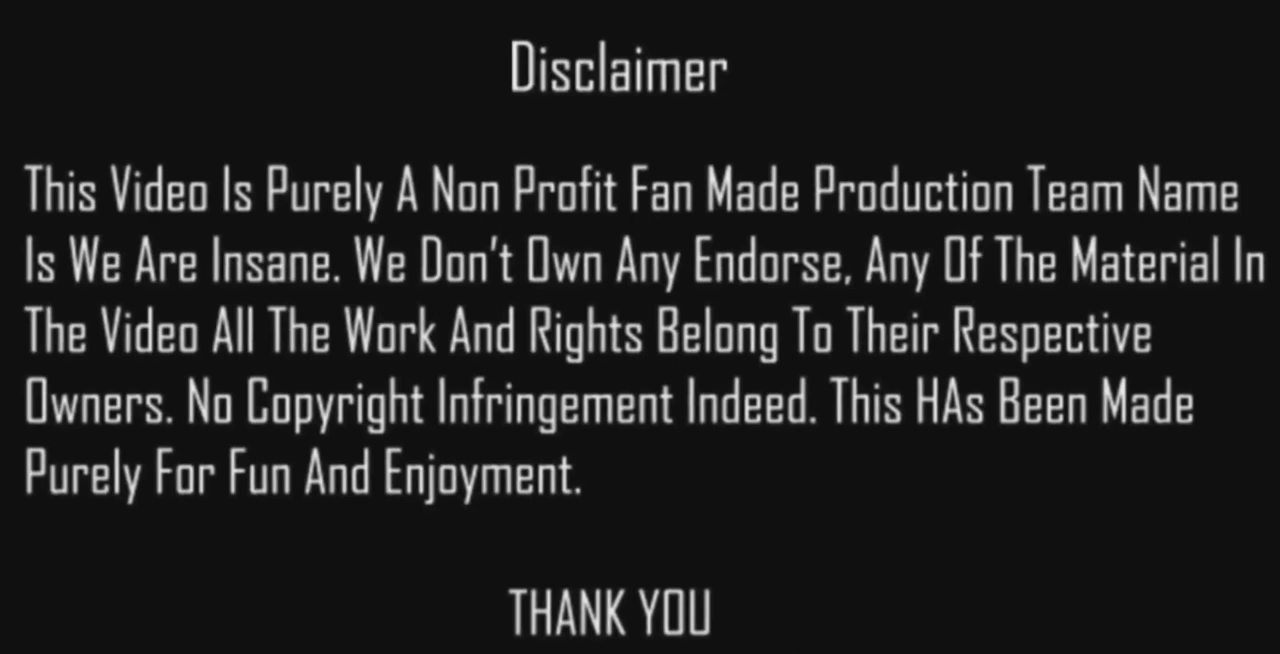 Disclaimer
This Video Is Purely A Non Profit Fan Made Production Team Name
Is We Are Insane. We Don't Own Any Endorse, Any Of The Material In
The Video All The Work And Rights Belong To Their Respective
Owners. No Copyright Infringement Indeed. This HAs Been Made
Purely For Fun And Enjoyment.
THANK YOU